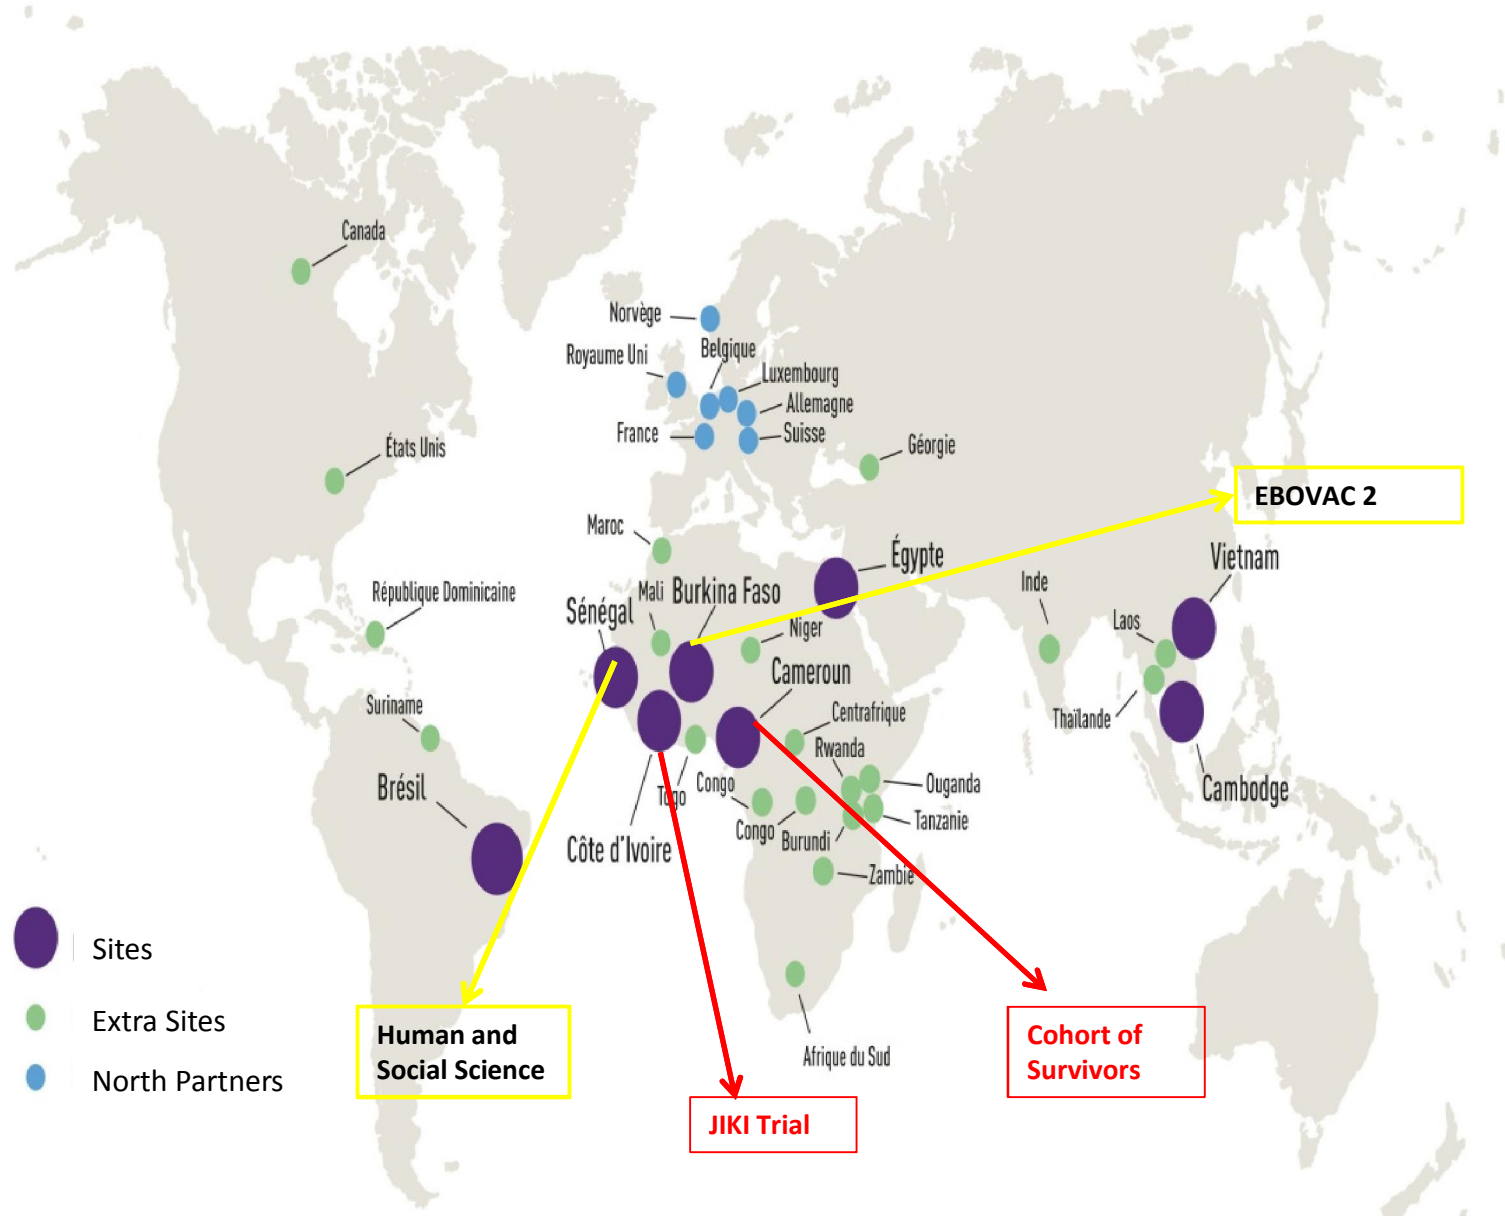 Canada
Norvège
Belgique
Royaume Uni
Luxembourg
Allemagne
France
Suisse
Géorgie
États Unis
EBOVAC 2
Maroc
Égypte
Vietnam
Inde
République Dominicaine
Mali
Burkina Faso
Sénégal
Laos
Niger
Cameroun
Suriname
Centrafrique
Thaïlande
Rwanda
Brésil
Togo
Congo
Ouganda
Cambodge
Tanzanie
Congo
Burundi
Côte d'Ivoire
Zambie
Sites
Extra Sites
North Partners
Human and
Social Science
Afrique du Sud
Cohort of
Survivors
JIKI Trial